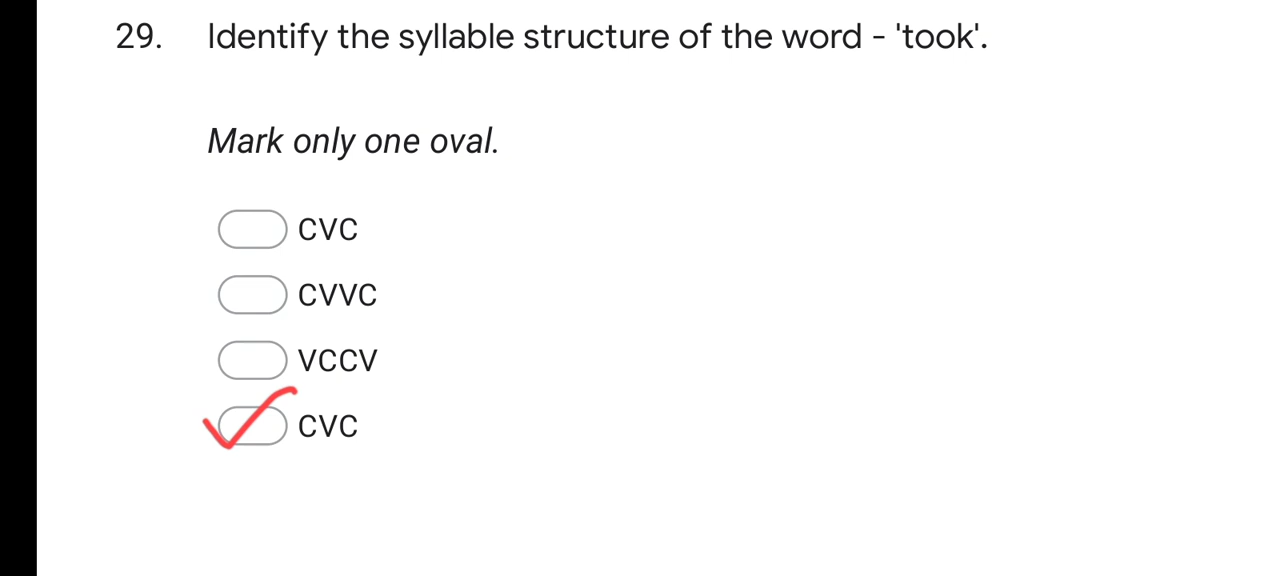 29. Identify the syllable structure of the word - 'took'.
Mark only one oval.
CVC
CVVC
VCCV
CVC